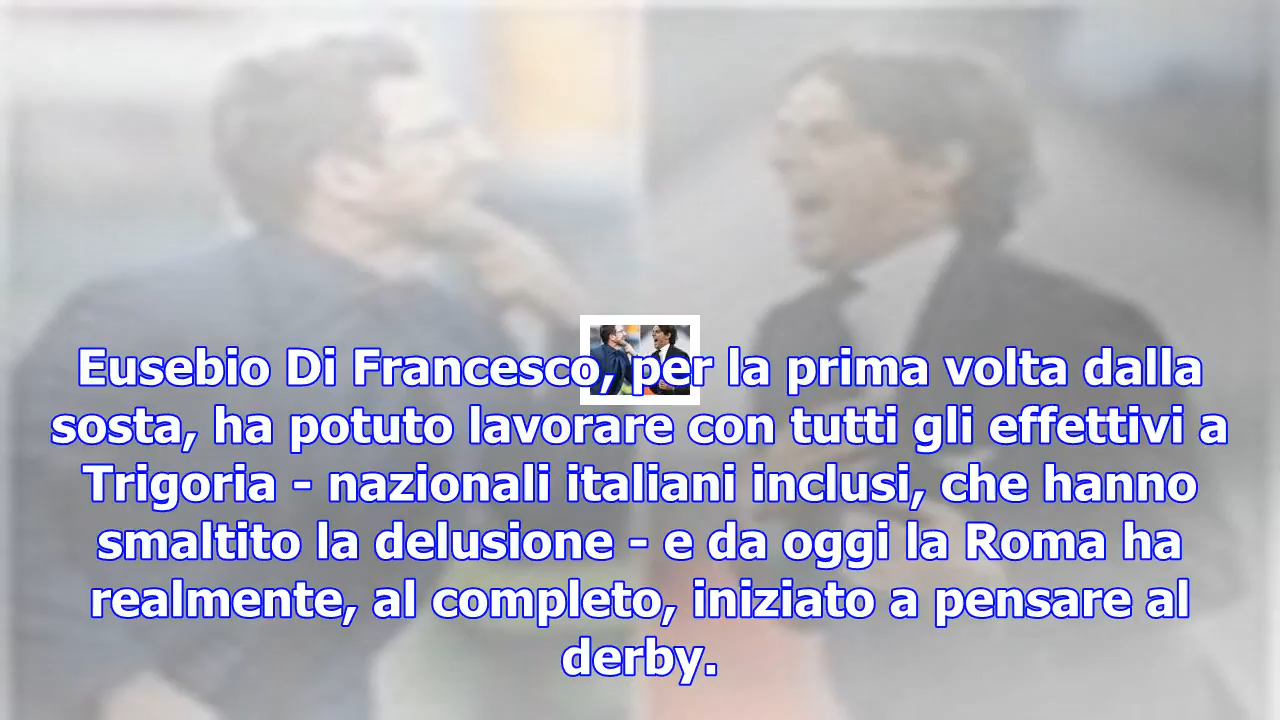 Eusebio Di Francesco, per la prima volta dalla
sosta, ha potuto lavorare con tutti gli effettivi a
Trigoria - nazionali italiani inclusi, che hanno
smaltito la delusione - e da oggi la Roma ha
realmente, al completo, iniziato a pensare al
derby.